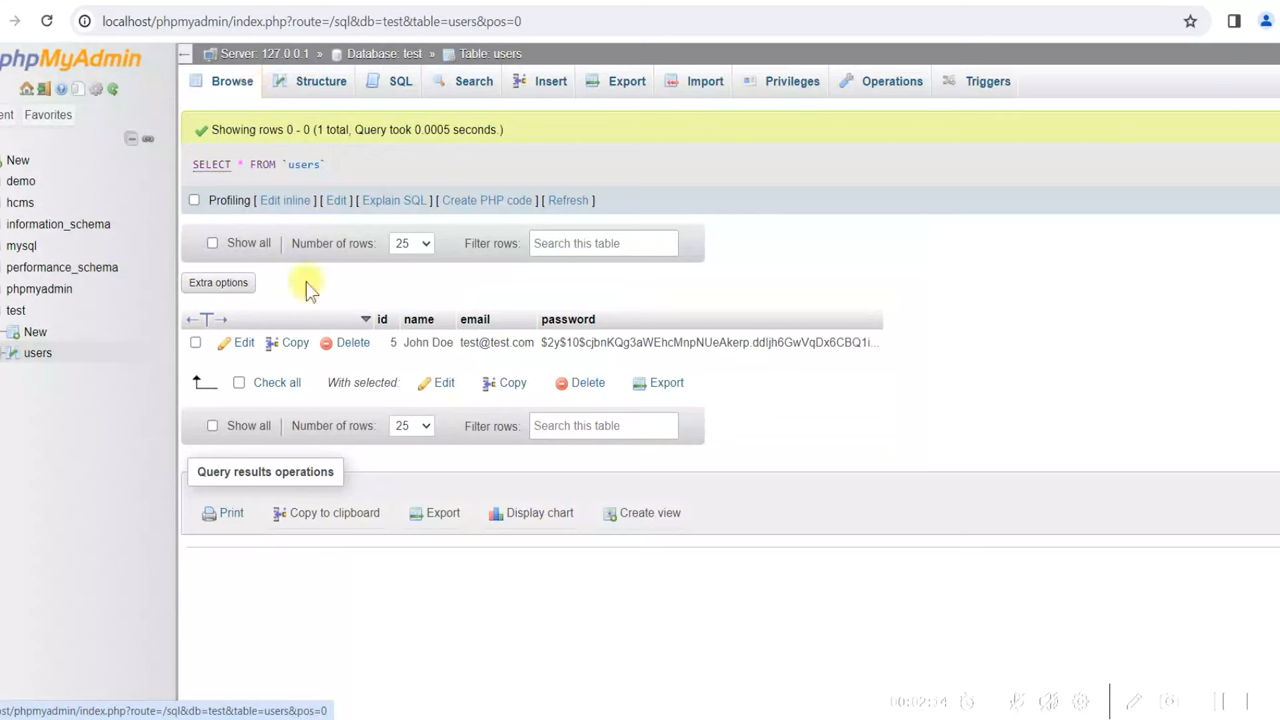 localhost/phpmyadmin/index.php?route=/sql&db=test&table=users&pos=0
phpMyAdmin
Server: 127.0.0.1 » Database: test » Table: users
Browse Structure SQL Search Insert Export Import Privileges Operations Triggers
ent Favorites
Showing rows 0 - 0 (1 total, Query took 0.0005 seconds.)
New
SELECT * FROM `users`
demo
hcms
Profiling [ Edit inline ] [ Edit ] [ Explain SQL ] [ Create PHP code ] [ Refresh ]
information_schema
mysql
Show all Number of rows: 25 Filter rows: Search this table
performance_schema
phpmyadmin
Extra options
test
New
id name email password
users
Edit Copy Delete 5 John Doe test@test.com
Check all With selected: Edit Copy Delete Export
Show all Number of rows: 25 Filter rows: Search this table
Query results operations
Print Copy to clipboard Export Display chart Create view
ost/phpmyadmin/index.php?route=/sql&db=test&table=users&pos=0